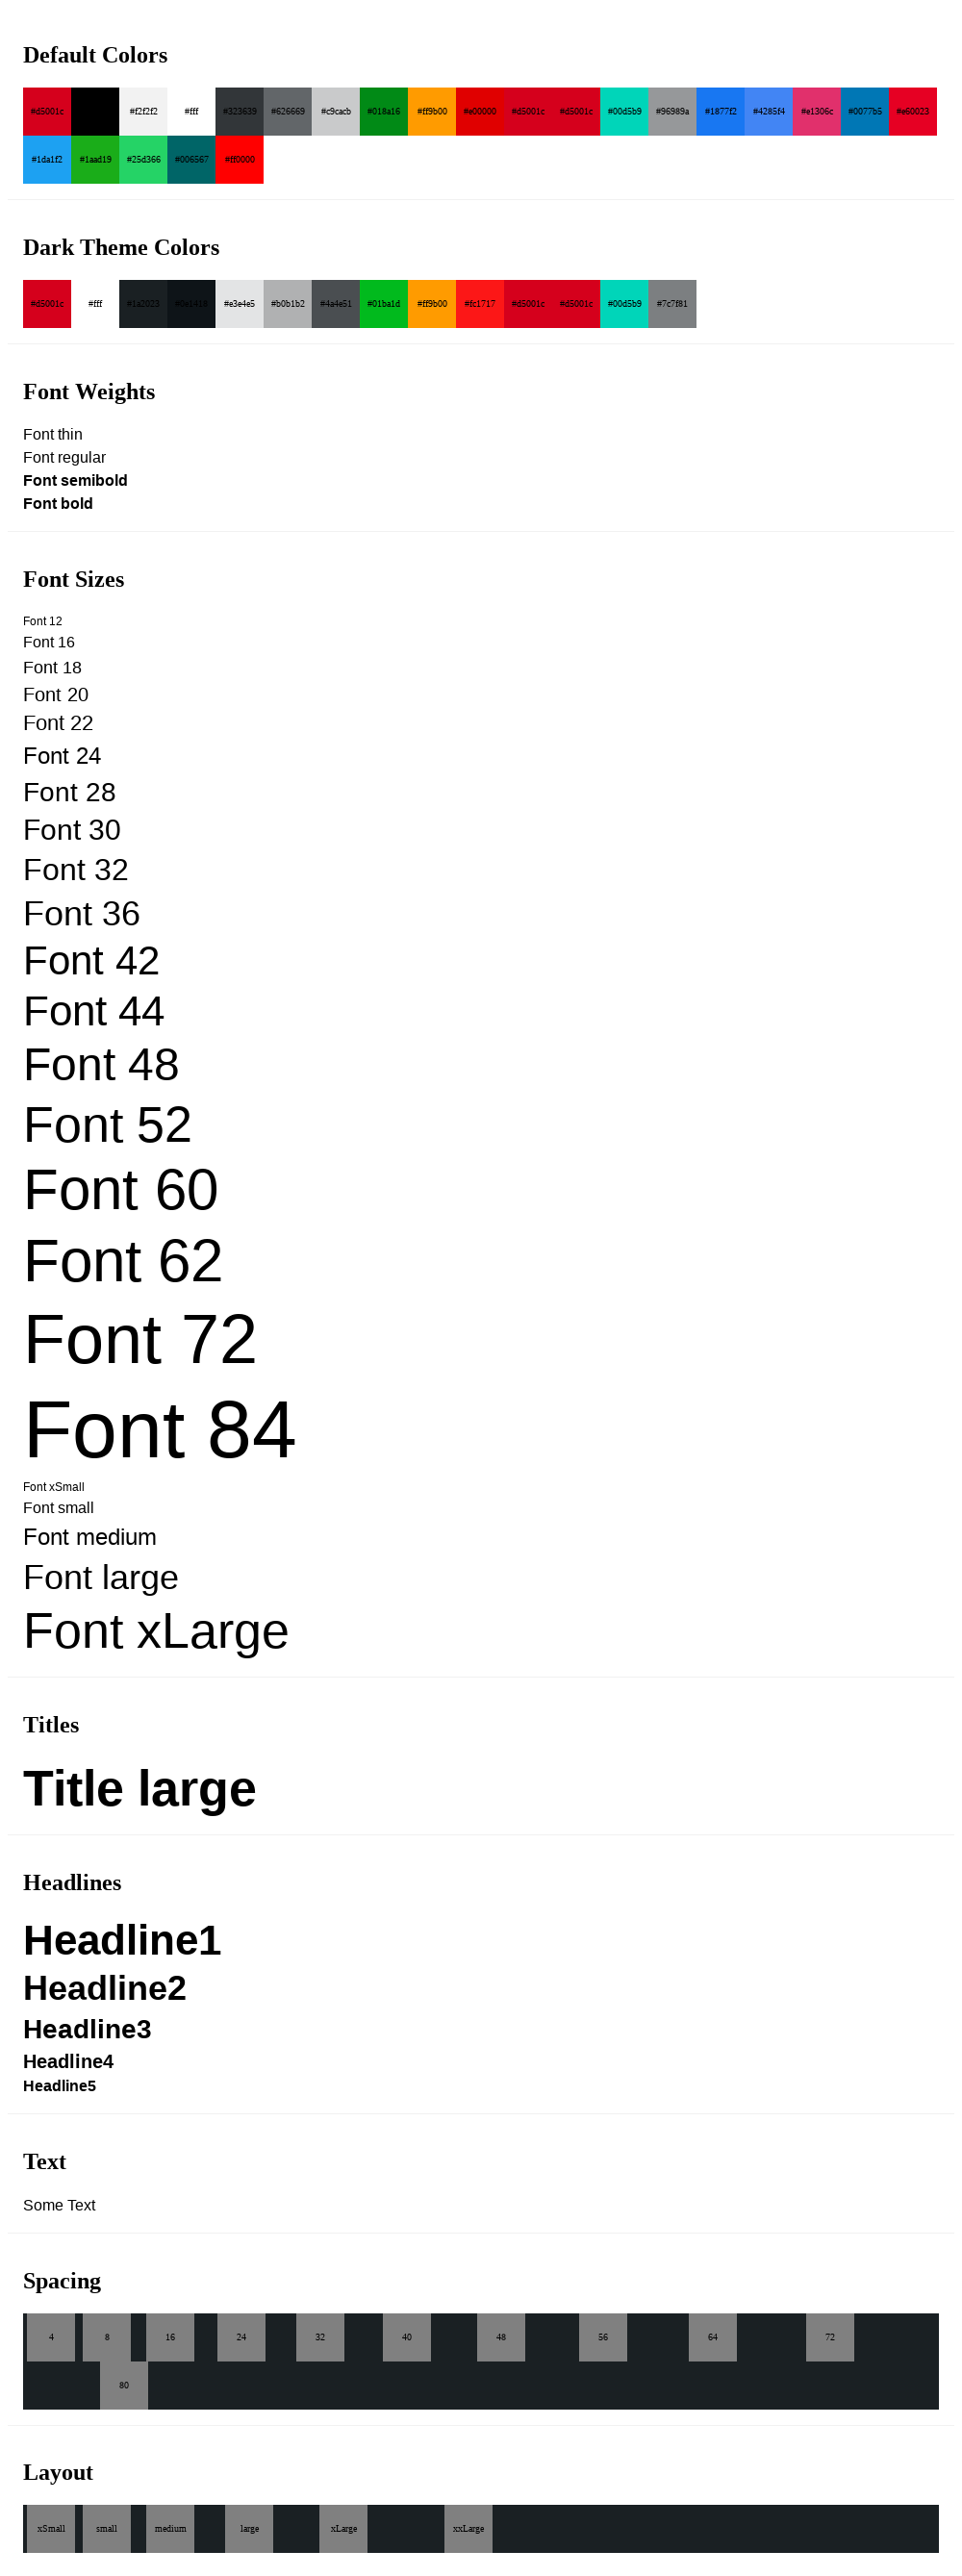 Default Colors
#d5001c #f2f2f2 #fff #323639 #626669 #c9cacb #018a16 #ff9b00 #e00000 #d5001c #d5001c #00d5b9 #96989a #1877f2 #4285f4 #e1306c #0077b5 #e60023
#1da1f2 #1aad19 #25d366 #006567 #ff0000
Dark Theme Colors
#d5001c #fff #1a2023 #0e1418 #e3e4e5 #b0b1b2 #4a4e51 #01ba1d #ff9b00 #fc1717 #d5001c #d5001c #00d5b9 #7c7f81
Font Weights
Font thin
Font regular
Font semibold
Font bold
Font Sizes
Font 12
Font 16
Font 18
Font 20
Font 22
Font 24
Font 28
Font 30
Font 32
Font 36
Font 42
Font 44
Font 48
Font 52
Font 60
Font 62
Font 72
Font 84
Font xSmall
Font small
Font medium
Font large
Font xLarge
Titles
Title large
Headlines
Headline1
Headline2
Headline3
Headline4
Headline5
Text
Some Text
Spacing
4 8 16 24 32 40 48 56 64 72
80
Layout
xSmall small medium large xLarge xxLarge